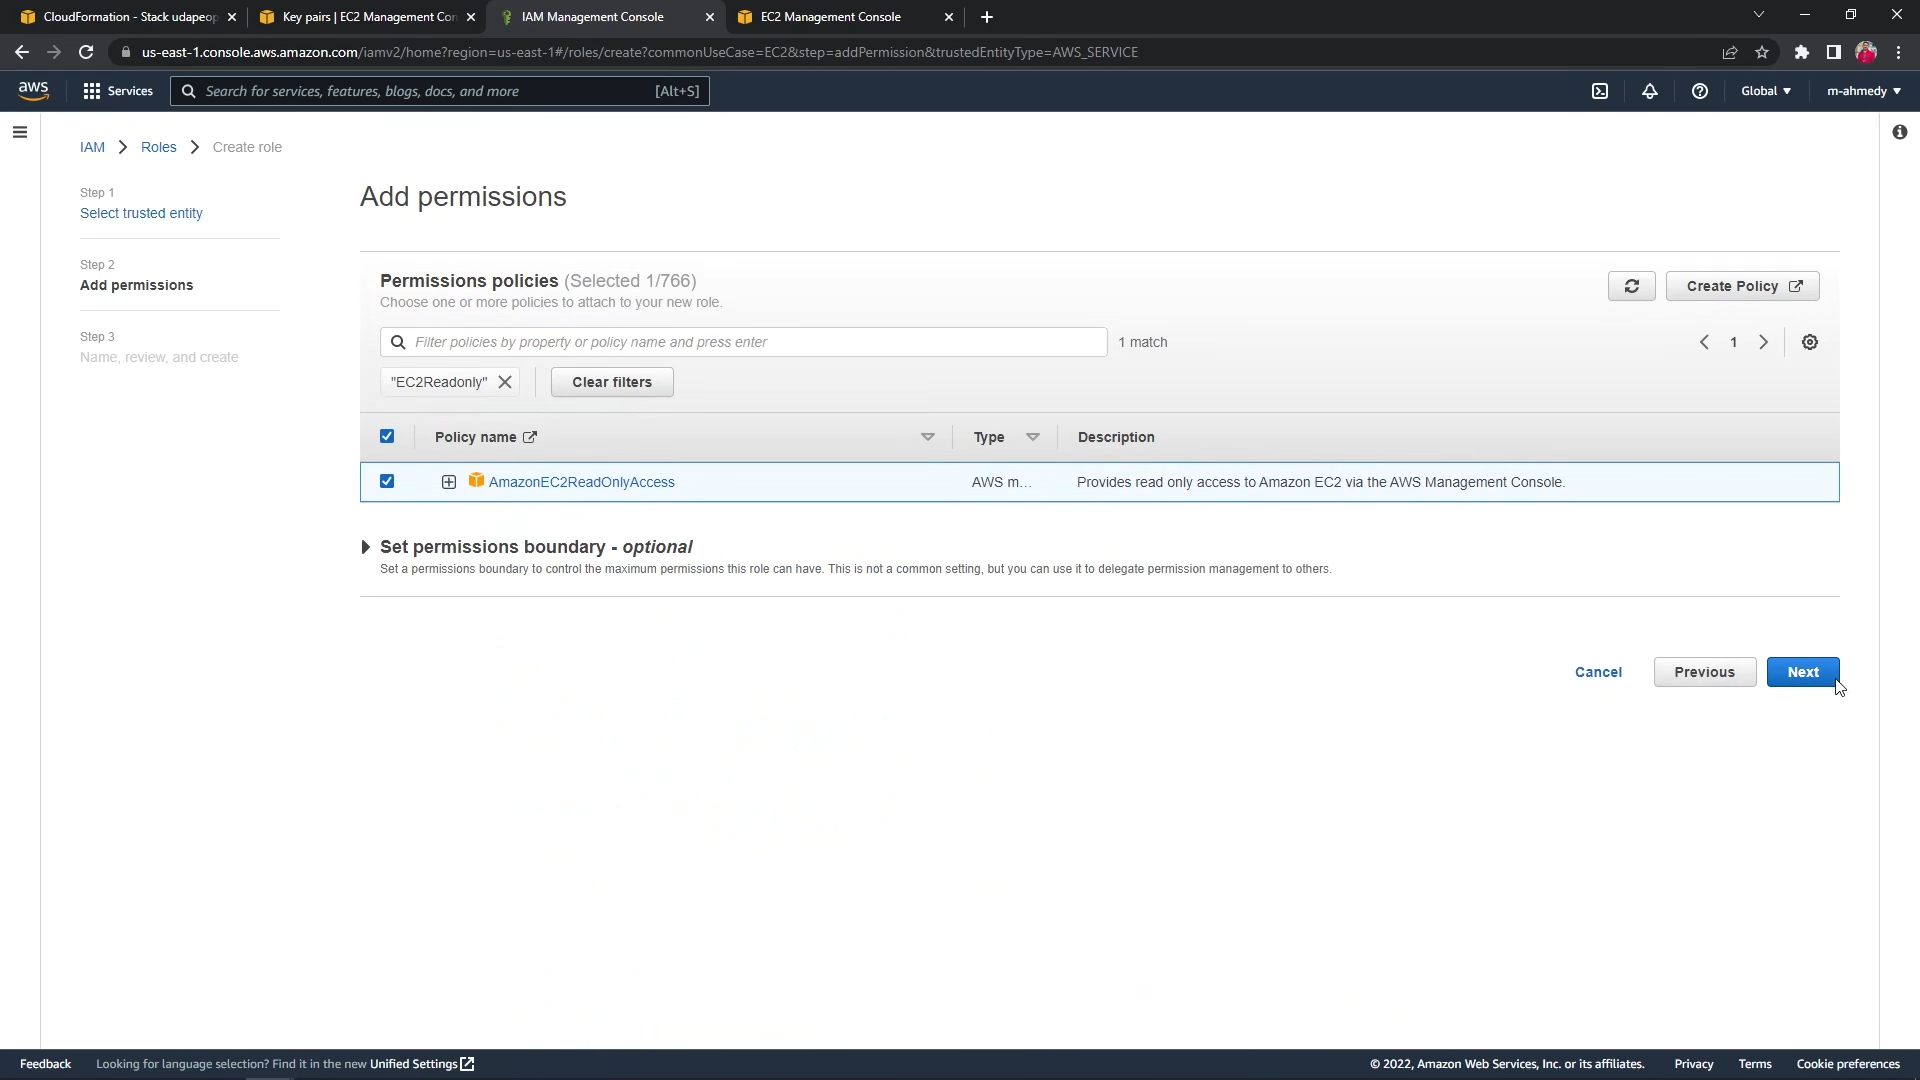 CloudFormation - Stack udapeop
Key pairs | EC2 Management Con
IAM Management Console
EC2 Management Console
us-east-1.console.aws.amazon.com/iamv2/home?region=us-east-1#/roles/create?commonUseCase=EC2&step=addPermission&trustedEntityType=AWS_SERVICE
aws
Services
Search for services, features, blogs, docs, and more
[Alt+S]
Global
m-ahmedy
IAM
Roles
Create role
Step 1
Select trusted entity
Step 2
Add permissions
Step 3
Name, review, and create
Add permissions
Permissions policies (Selected 1/766)
Choose one or more policies to attach to your new role.
Create Policy
Filter policies by property or policy name and press enter
1 match
1
"EC2Readonly"
Clear filters
Policy name
Type
Description
AmazonEC2ReadOnlyAccess
AWS m...
Provides read only access to Amazon EC2 via the AWS Management Console.
Set permissions boundary - optional
Set a permissions boundary to control the maximum permissions this role can have. This is not a common setting, but you can use it to delegate permission management to others.
Cancel
Previous
Next
Feedback
Looking for language selection? Find it in the new Unified Settings
© 2022, Amazon Web Services, Inc. or its affiliates.
Privacy
Terms
Cookie preferences